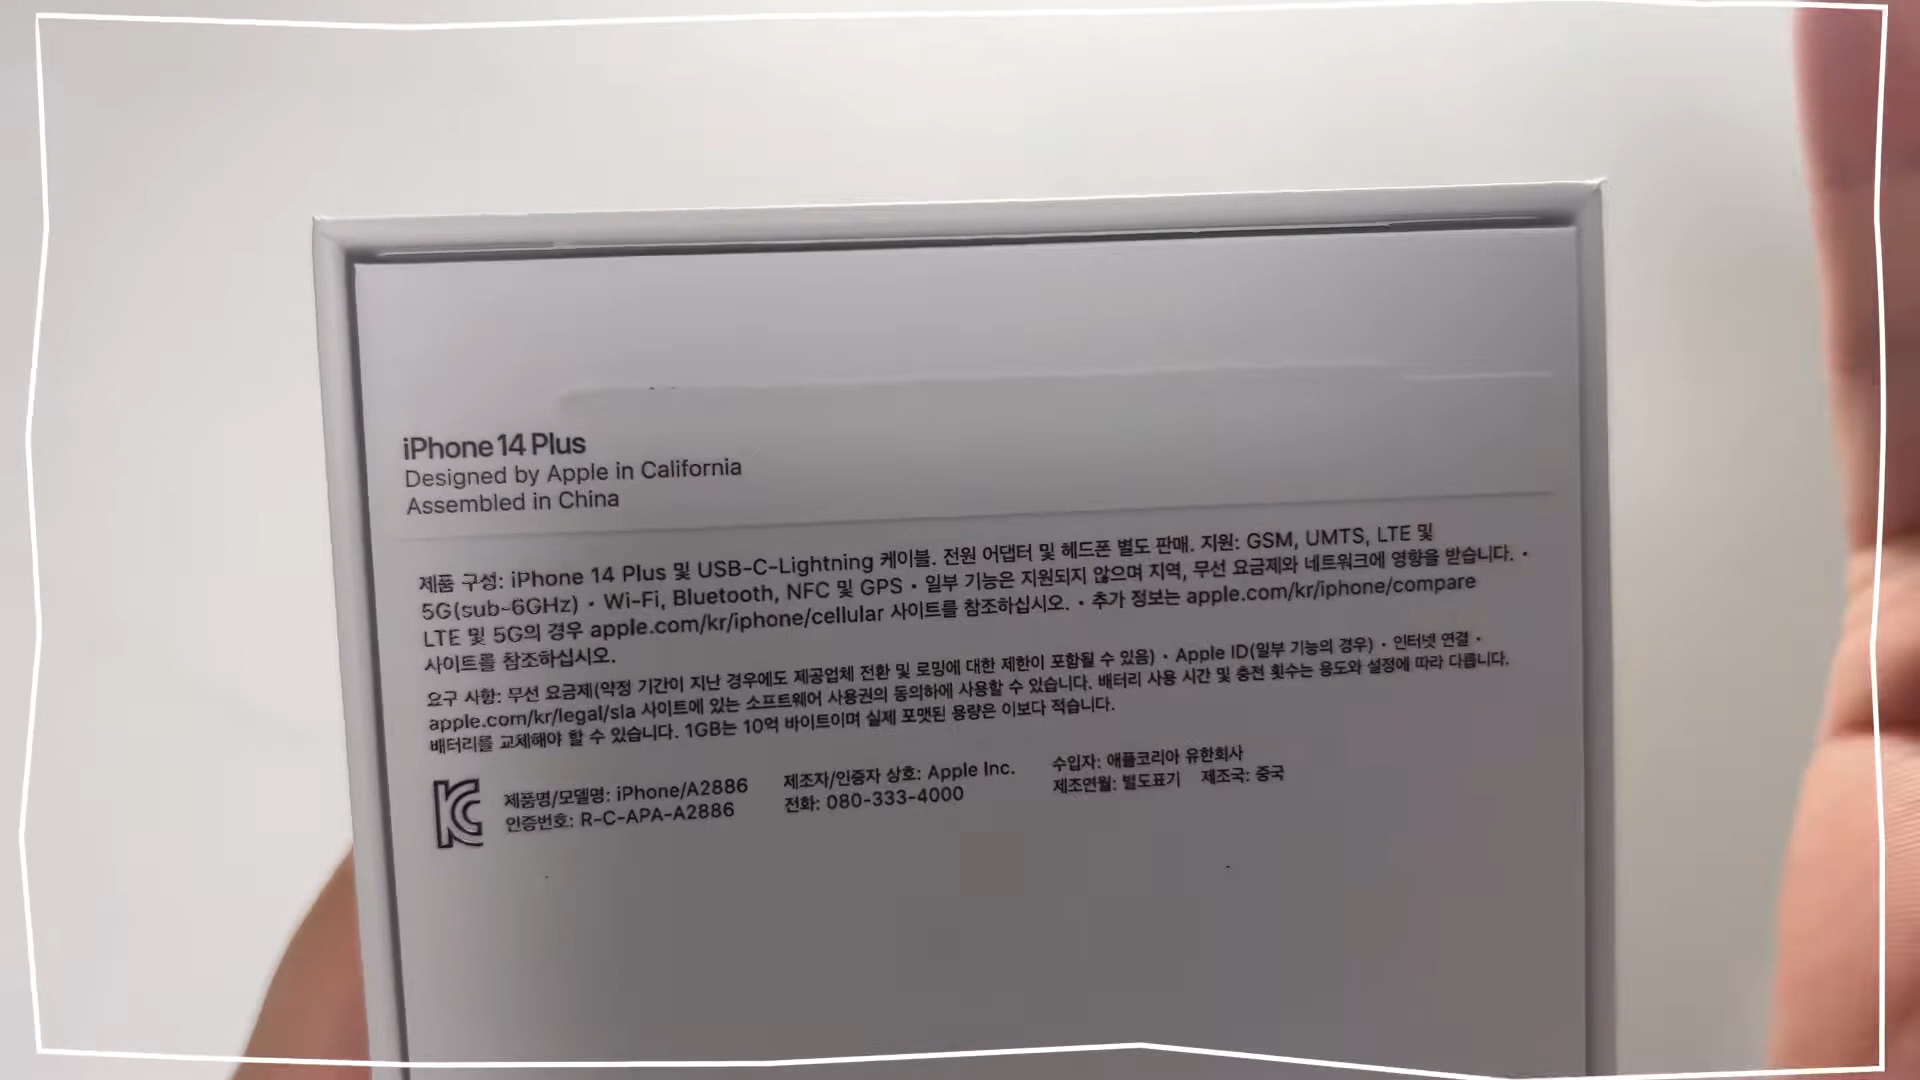 iPhone 14 Plus
Designed by Apple in California
Assembled in China
제품 구성: iPhone 14 Plus 및 USB-C-Lightning 케이블. 전원 어댑터 및 헤드폰 별도 판매. 지원: GSM, UMTS, LTE 및
5G(sub-6GHz) • Wi-Fi, Bluetooth, NFC 및 GPS • 일부 기능은 지원되지 않으며 지역, 무선 요금제와 네트워크에 영향을 받습니다. •
LTE 및 5G의 경우 apple.com/kr/iphone/cellular 사이트를 참조하십시오. • 추가 정보는 apple.com/kr/iphone/compare
사이트를 참조하십시오.
요구 사항: 무선 요금제(약정 기간이 지난 경우에도 제공업체 전환 및 로밍에 대한 제한이 포함될 수 있음) • Apple ID(일부 기능의 경우) • 인터넷 연결 •
apple.com/kr/legal/sla 사이트에 있는 소프트웨어 사용권의 동의하에 사용할 수 있습니다. 배터리 사용 시간 및 충전 횟수는 용도와 설정에 따라 다릅니다.
배터리를 교체해야 할 수 있습니다. 1GB는 10억 바이트이며 실제 포맷된 용량은 이보다 적습니다.
KC
제품명/모델명: iPhone/A2886
인증번호: R-C-APA-A2886
제조자/인증자 상호: Apple Inc.
전화: 080-333-4000
수입자: 애플코리아 유한회사
제조연월: 별도표기 제조국: 중국